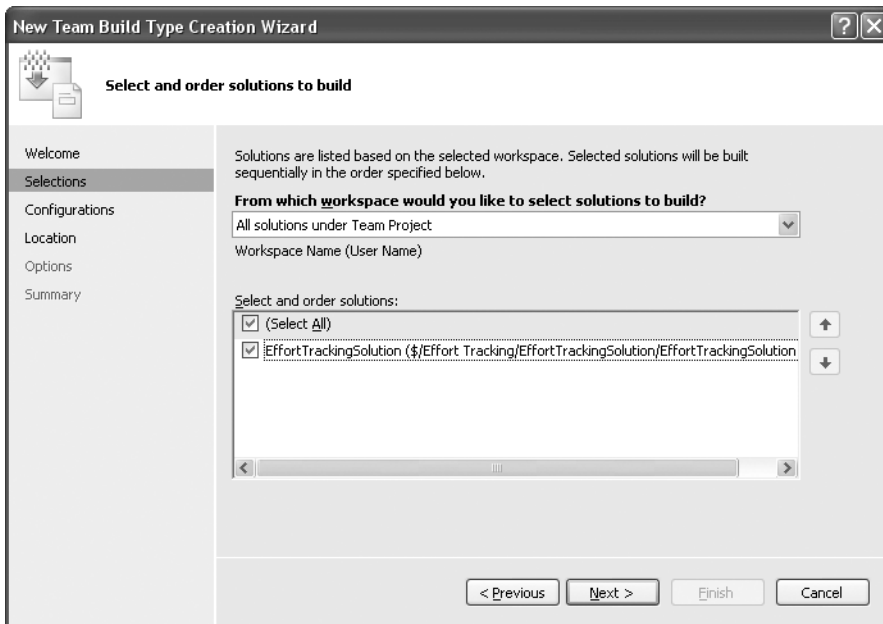 New Team Build Type Creation Wizard
Select and order solutions to build
Welcome
Selections
Configurations
Location
Options
Summary
Solutions are listed based on the selected workspace. Selected solutions will be built
sequentially in the order specified below.
From which workspace would you like to select solutions to build?
All solutions under Team Project
Workspace Name (User Name)
Select and order solutions:
(Select All)
EffortTrackingSolution ($/Effort Tracking/EffortTrackingSolution/EffortTrackingSolution
< Previous
Next >
Finish
Cancel